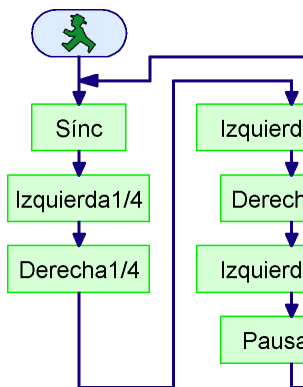 Sínc
Izquierda1/4
Derecha1/4
Izquierd
Derech
Izquierd
Pausa